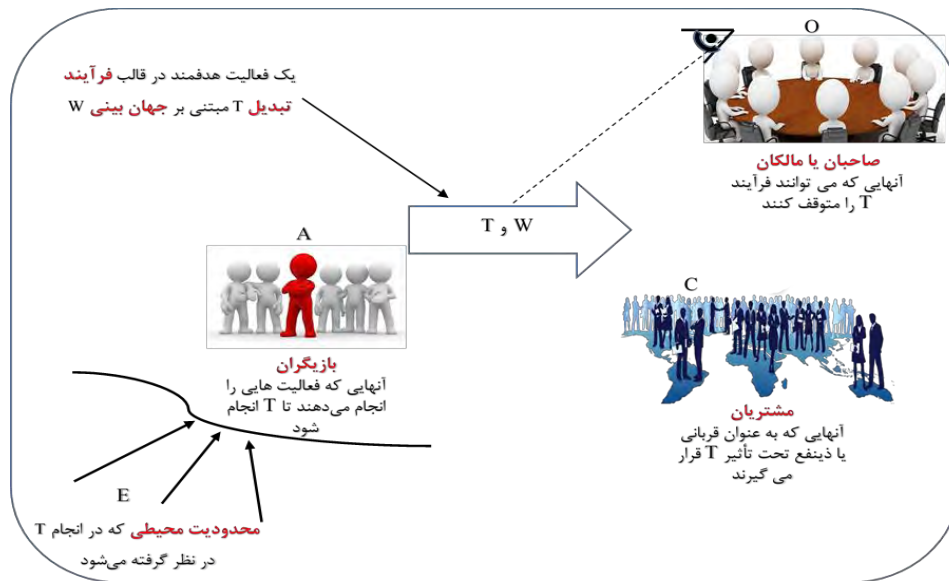 یک فعالیت هدفمند در قالب فرآیند
تبدیل T مبتنی بر جهان بینی W
O
صاحبان یا مالکان
آنهایی که می توانند فرآیند
T را متوقف کنند
W و T
A
بازیگران
آنهایی که فعالیت هایی را
انجام می‌دهند تا T انجام
شود
C
مشتریان
آنهایی که به عنوان قربانی
یا ذینفع تحت تأثیر T قرار
می گیرند
E
محدودیت محیطی که در انجام T
در نظر گرفته می‌شود